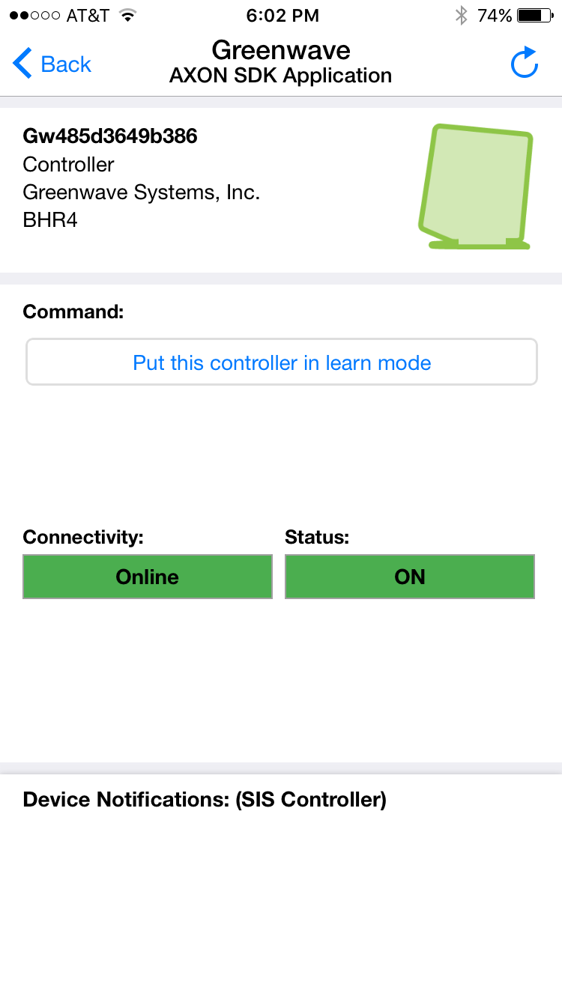 AT&T 6:02 PM 74%
Back
Greenwave
AXON SDK Application
Gw485d3649b386
Controller
Greenwave Systems, Inc.
BHR4
Command:
Put this controller in learn mode
Connectivity: Status:
Online ON
Device Notifications: (SIS Controller)